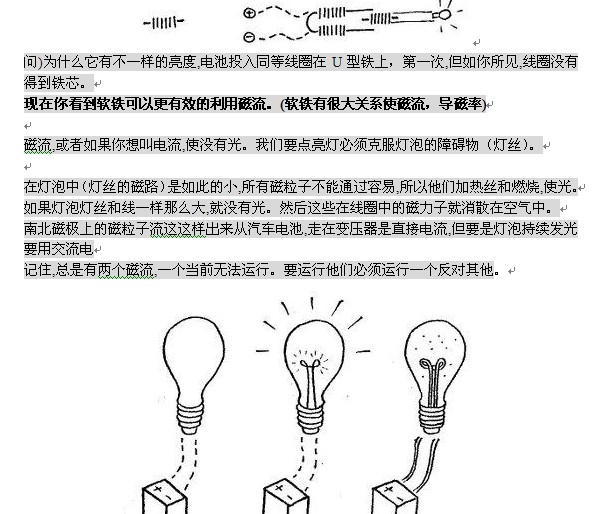 ⊕
⊖
问)为什么它有不一样的亮度,电池投入同等线圈在 U 型铁上，第一次,但如你所见,线圈没有
得到铁芯。
现在你看到软铁可以更有效的利用磁流。(软铁有很大关系使磁流，导磁率)
磁流,或者如果你想叫电流,使没有光。我们要点亮灯必须克服灯泡的障碍物（灯丝）。
在灯泡中（灯丝的磁路）是如此的小,所有磁粒子不能通过容易,所以他们加热丝和燃烧,使光。
如果灯泡灯丝和线一样那么大,就没有光。然后这些在线圈中的磁力子就消散在空气中。
南北磁极上的磁粒子流这这样出来从汽车电池,走在变压器是直接电流,但要是灯泡持续发光
要用交流电
记住,总是有两个磁流,一个当前无法运行。要运行他们必须运行一个反对其他。
+ - + - + -